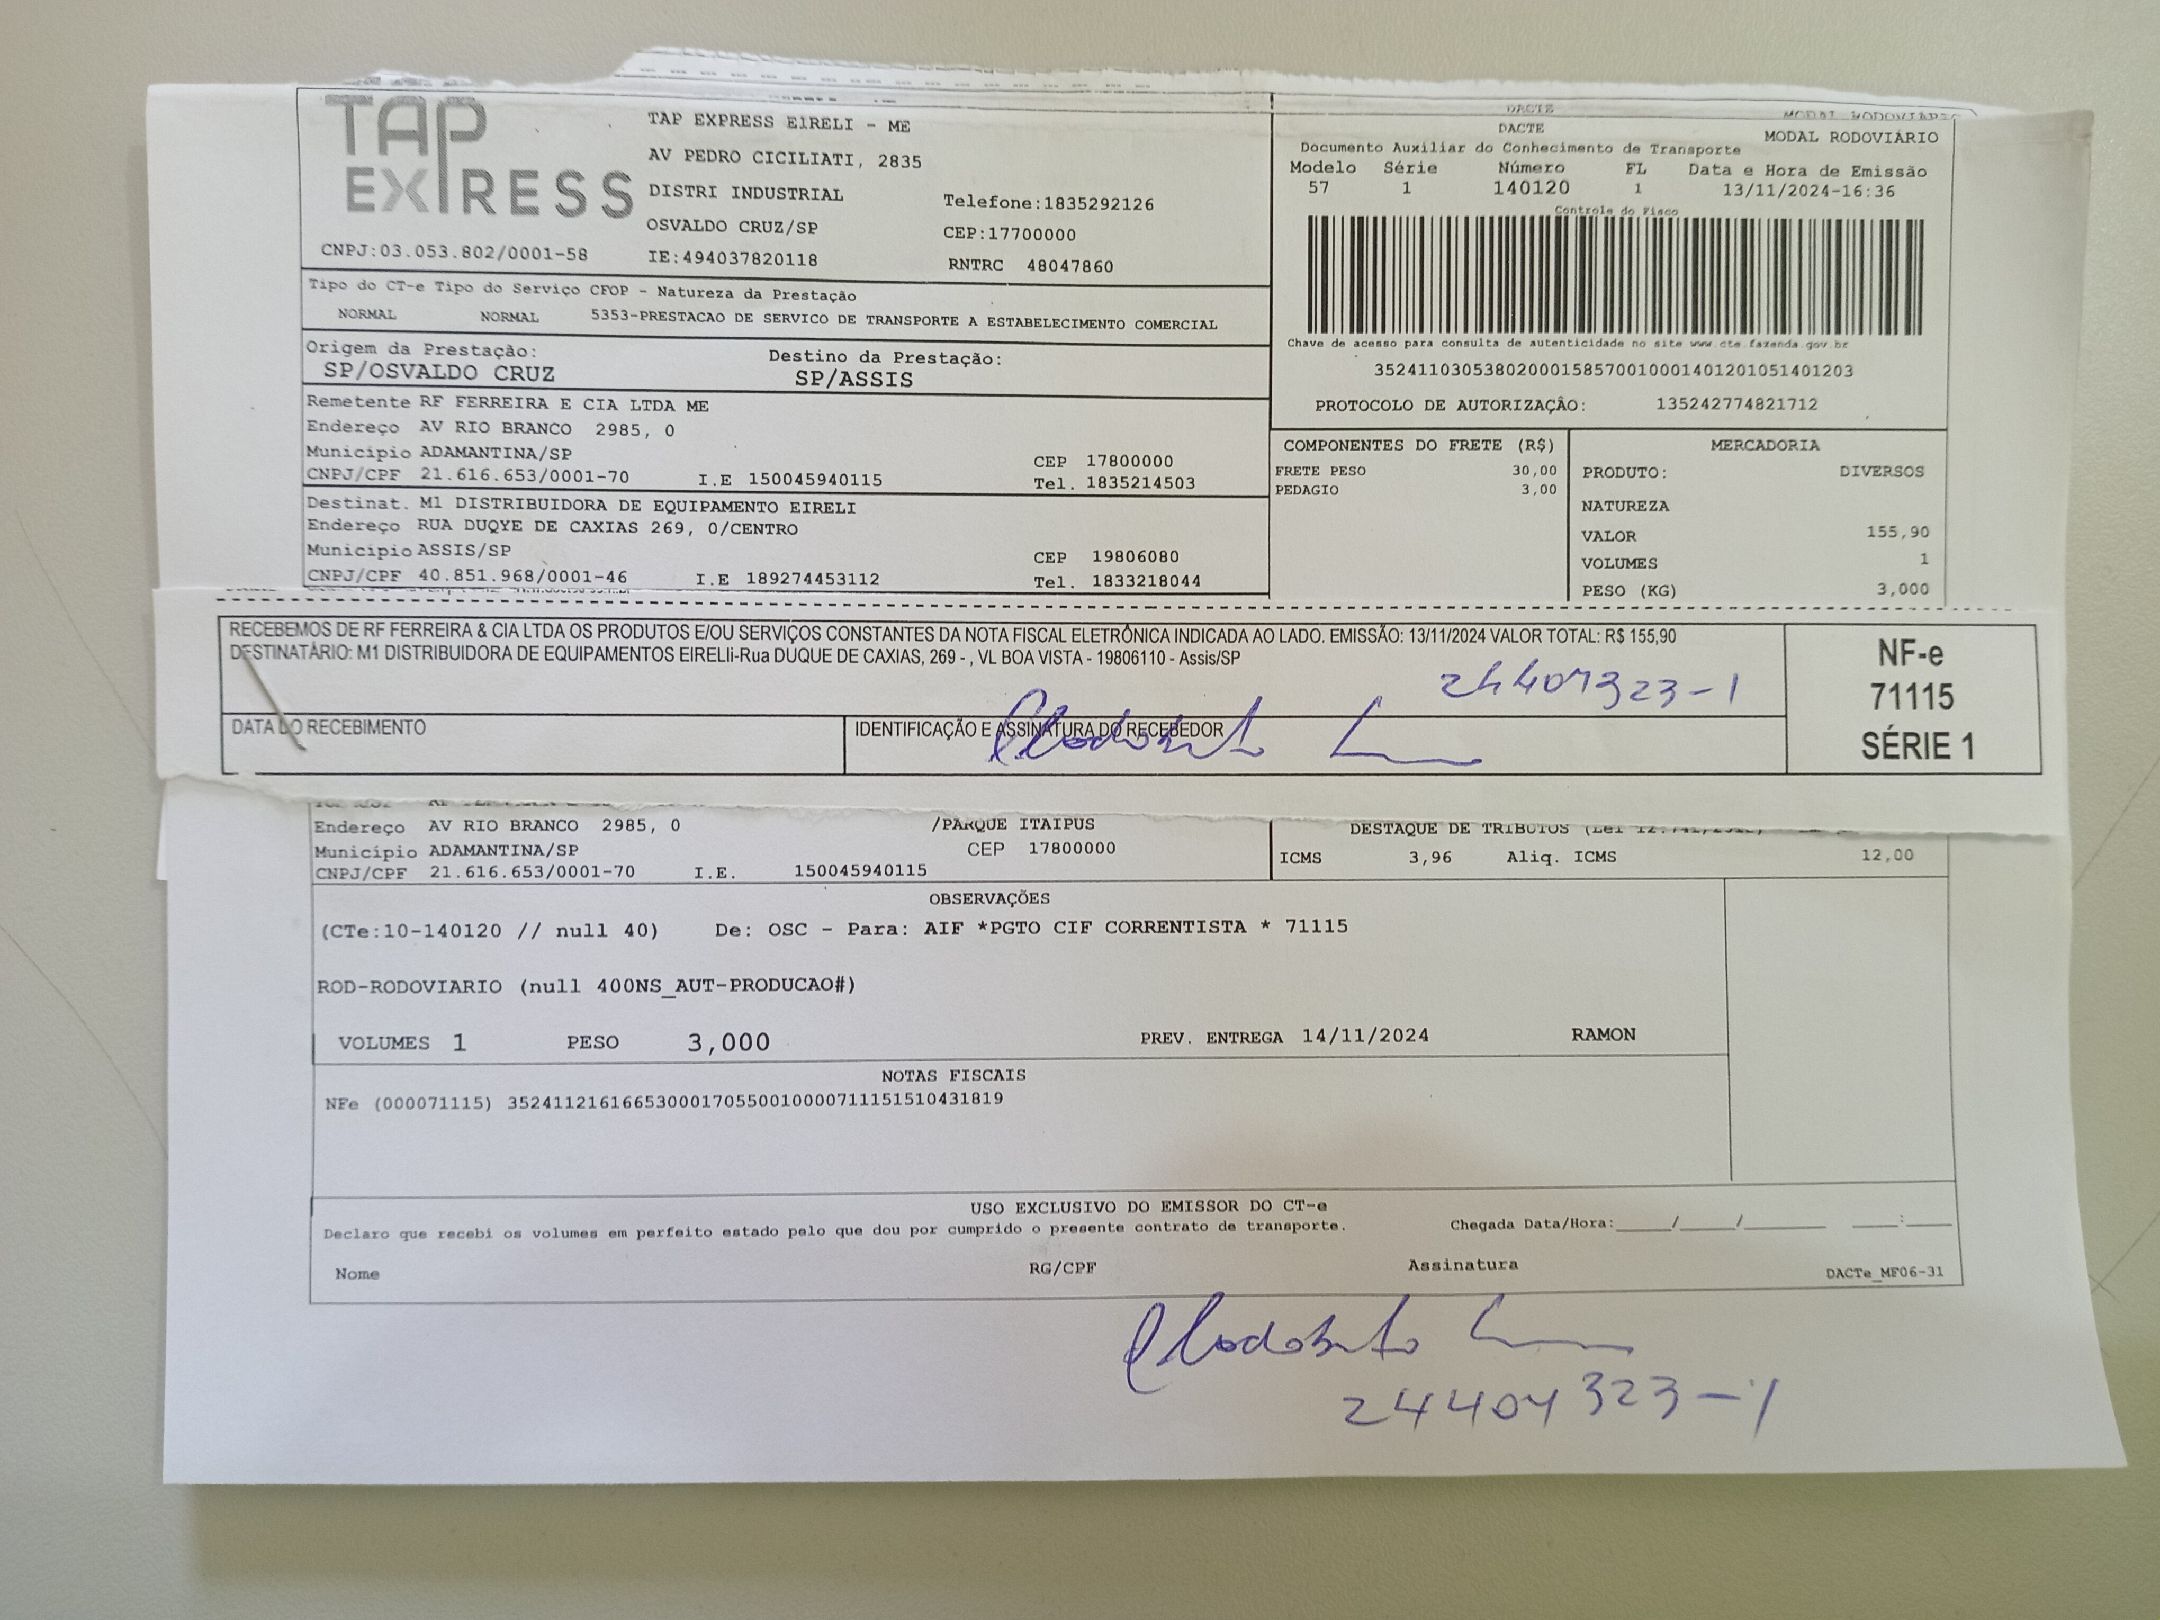 TAP EXPRESS
TAP EXPRESS EIRELI - ME
AV PEDRO CICILIATI, 2835
DISTRI INDUSTRIAL
Telefone:1835292126
OSVALDO CRUZ/SP
CEP:17700000
CNPJ:03.053.802/0001-58
IE:494037820118
RNTRC 48047860
DACTE
MODAL RODOVIÁRIO
Documento Auxiliar do Conhecimento de Transporte
Modelo Série Número FL Data e Hora de Emissão
57 1 140120 1 13/11/2024-16:36
Controle do Fisco
Chave de acesso para consulta de autenticidade no site www.cte.fazenda.gov.br
35241103053802000158570010001401201051401203
PROTOCOLO DE AUTORIZAÇÂO: 135242774821712
Tipo do CT-e Tipo do Serviço CFOP - Natureza da Prestação
NORMAL NORMAL 5353-PRESTACAO DE SERVICO DE TRANSPORTE A ESTABELECIMENTO COMERCIAL
Origem da Prestação: Destino da Prestação:
SP/OSVALDO CRUZ SP/ASSIS
Remetente RF FERREIRA E CIA LTDA ME
Endereço AV RIO BRANCO 2985, 0
Município ADAMANTINA/SP CEP 17800000
CNPJ/CPF 21.616.653/0001-70 I.E 150045940115 Tel. 1835214503
Destinat. M1 DISTRIBUIDORA DE EQUIPAMENTO EIRELI
Endereço RUA DUQYE DE CAXIAS 269, 0/CENTRO
Município ASSIS/SP CEP 19806080
CNPJ/CPF 40.851.968/0001-46 I.E 189274453112 Tel. 1833218044
COMPONENTES DO FRETE (R$)
FRETE PESO 30,00
PEDAGIO 3,00
MERCADORIA
PRODUTO: DIVERSOS
NATUREZA
VALOR 155,90
VOLUMES 1
PESO (KG) 3,000
RECEBEMOS DE RF FERREIRA & CIA LTDA OS PRODUTOS E/OU SERVIÇOS CONSTANTES DA NOTA FISCAL ELETRÔNICA INDICADA AO LADO. EMISSÃO: 13/11/2024 VALOR TOTAL: R$ 155,90
DESTINATÁRIO: M1 DISTRIBUIDORA DE EQUIPAMENTOS EIRELIi-Rua DUQUE DE CAXIAS, 269 - , VL BOA VISTA - 19806110 - Assis/SP
24404323-1
DATA DO RECEBIMENTO
IDENTIFICAÇÃO E ASSINATURA DO RECEBEDOR
NF-e
71115
SÉRIE 1
Endereço AV RIO BRANCO 2985, 0 /PARQUE ITAIPUS
Município ADAMANTINA/SP CEP 17800000
CNPJ/CPF 21.616.653/0001-70 I.E. 150045940115
DESTAQUE DE TRIBUTOS
ICMS 3,96 Aliq. ICMS 12,00
OBSERVAÇÕES
(CTe:10-140120 // null 40) De: OSC - Para: AIF *PGTO CIF CORRENTISTA * 71115
ROD-RODOVIARIO (null 400NS_AUT-PRODUCAO#)
VOLUMES 1 PESO 3,000 PREV. ENTREGA 14/11/2024 RAMON
NOTAS FISCAIS
NFe (000071115) 35241121616653000170550010000711151510431819
USO EXCLUSIVO DO EMISSOR DO CT-e
Declaro que recebi os volumes em perfeito estado pelo que dou por cumprido o presente contrato de transporte. Chegada Data/Hora:_____/_____/_______ ____:____
Nome RG/CPF Assinatura DACTe_MF06-31
24404323-1